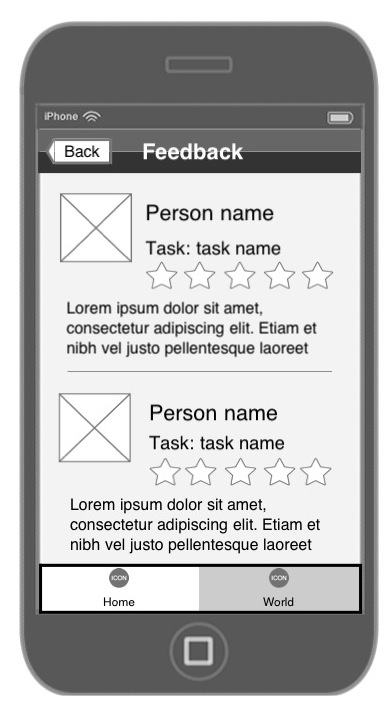 iPhone
Back
Feedback
Person name
Task: task name
Lorem ipsum dolor sit amet,
consectetur adipiscing elit. Etiam et
nibh vel justo pellentesque laoreet
Person name
Task: task name
Lorem ipsum dolor sit amet,
consectetur adipiscing elit. Etiam et
nibh vel justo pellentesque laoreet
ICON ICON
Home World